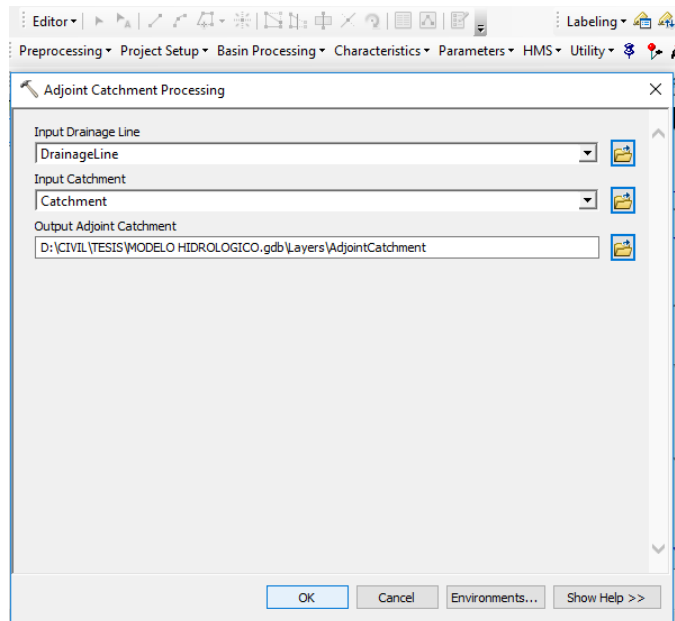 Editor Labeling
Preprocessing Project Setup Basin Processing Characteristics Parameters HMS Utility
Adjoint Catchment Processing
Input Drainage Line
DrainageLine
Input Catchment
Catchment
Output Adjoint Catchment
D:\CIVIL\TESIS\MODELO HIDROLOGICO.gdb\Layers\AdjointCatchment
OK Cancel Environments... Show Help >>